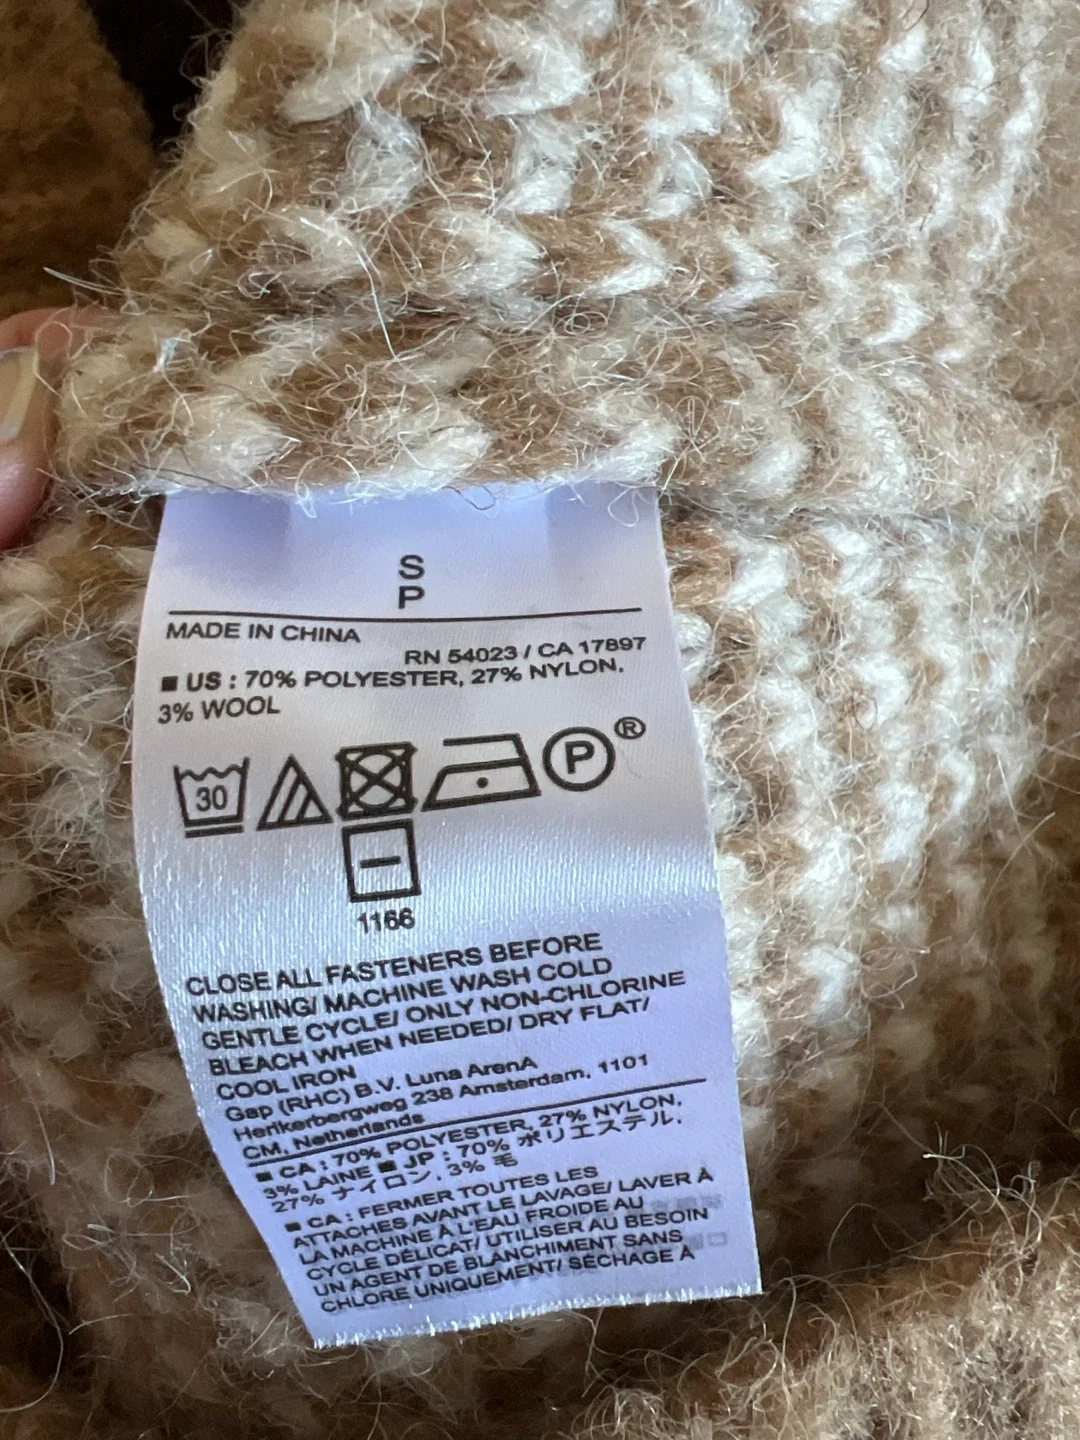 S
P
MADE IN CHINA
RN 54023 / CA 17897
■ US : 70% POLYESTER, 27% NYLON,
3% WOOL
30
P®
1166
CLOSE ALL FASTENERS BEFORE
WASHING/ MACHINE WASH COLD
GENTLE CYCLE/ ONLY NON-CHLORINE
BLEACH WHEN NEEDED/ DRY FLAT/
COOL IRON
Gap (RHC) B.V. Luna ArenA
Herikerbergweg 238 Amsterdam, 1101
CM, Netherlands
■ CA : 70% POLYESTER, 27% NYLON,
3% LAINE ■ JP : 70% ポリエステル,
27% ナイロン, 3% 毛
■ CA : FERMER TOUTES LES
ATTACHES AVANT LE LAVAGE/ LAVER À
LA MACHINE À L'EAU FROIDE AU
CYCLE DÉLICAT/ UTILISER AU BESOIN
UN AGENT DE BLANCHIMENT SANS
CHLORE UNIQUEMENT/ SÉCHAGE À